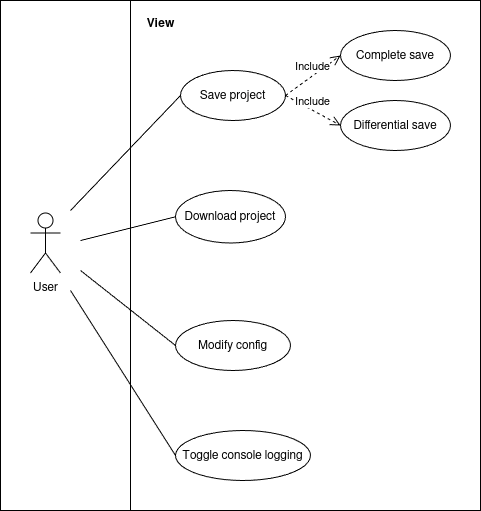 View
Complete save
Include
Save project
Include
Differential save
Download project
User
Modify config
Toggle console logging